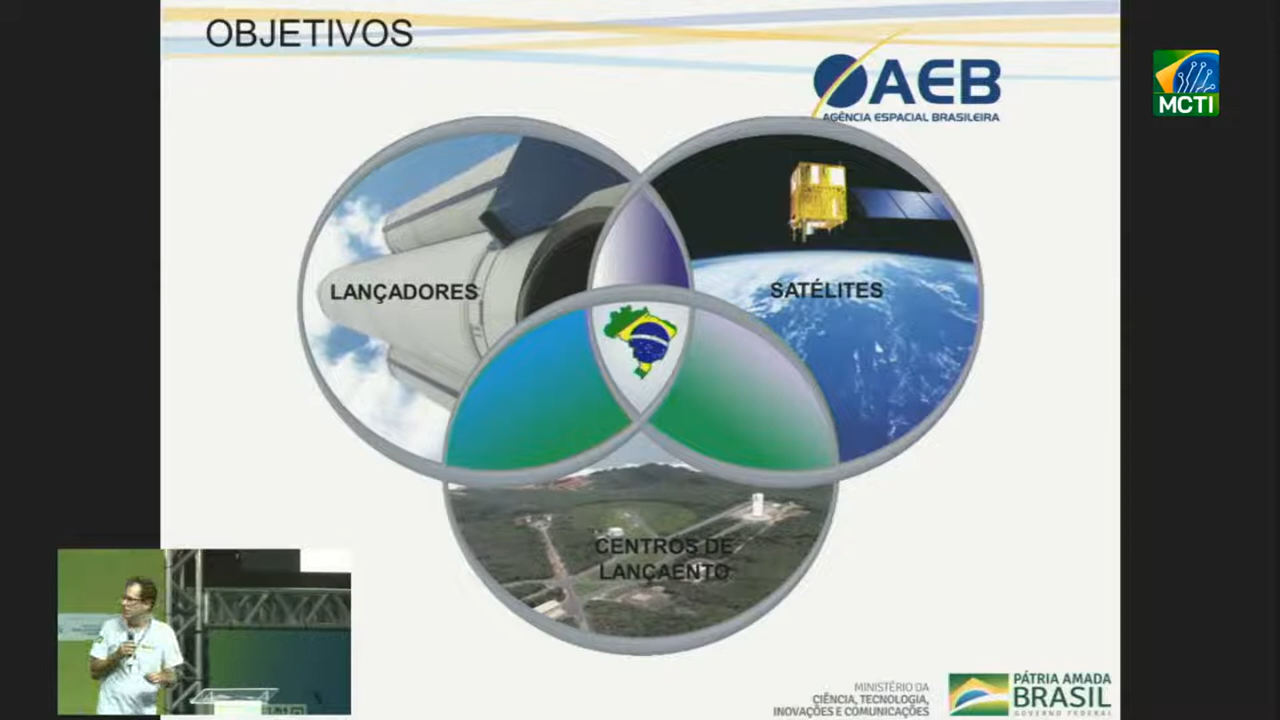 OBJETIVOS
AEB
AGÊNCIA ESPACIAL BRASILEIRA
MCTI
LANÇADORES
SATÉLITES
CENTROS DE
LANÇAENTO
MINISTÉRIO DA
CIÊNCIA, TECNOLOGIA,
INOVAÇÕES E COMUNICAÇÕES
PÁTRIA AMADA
BRASIL
GOVERNO FEDERAL